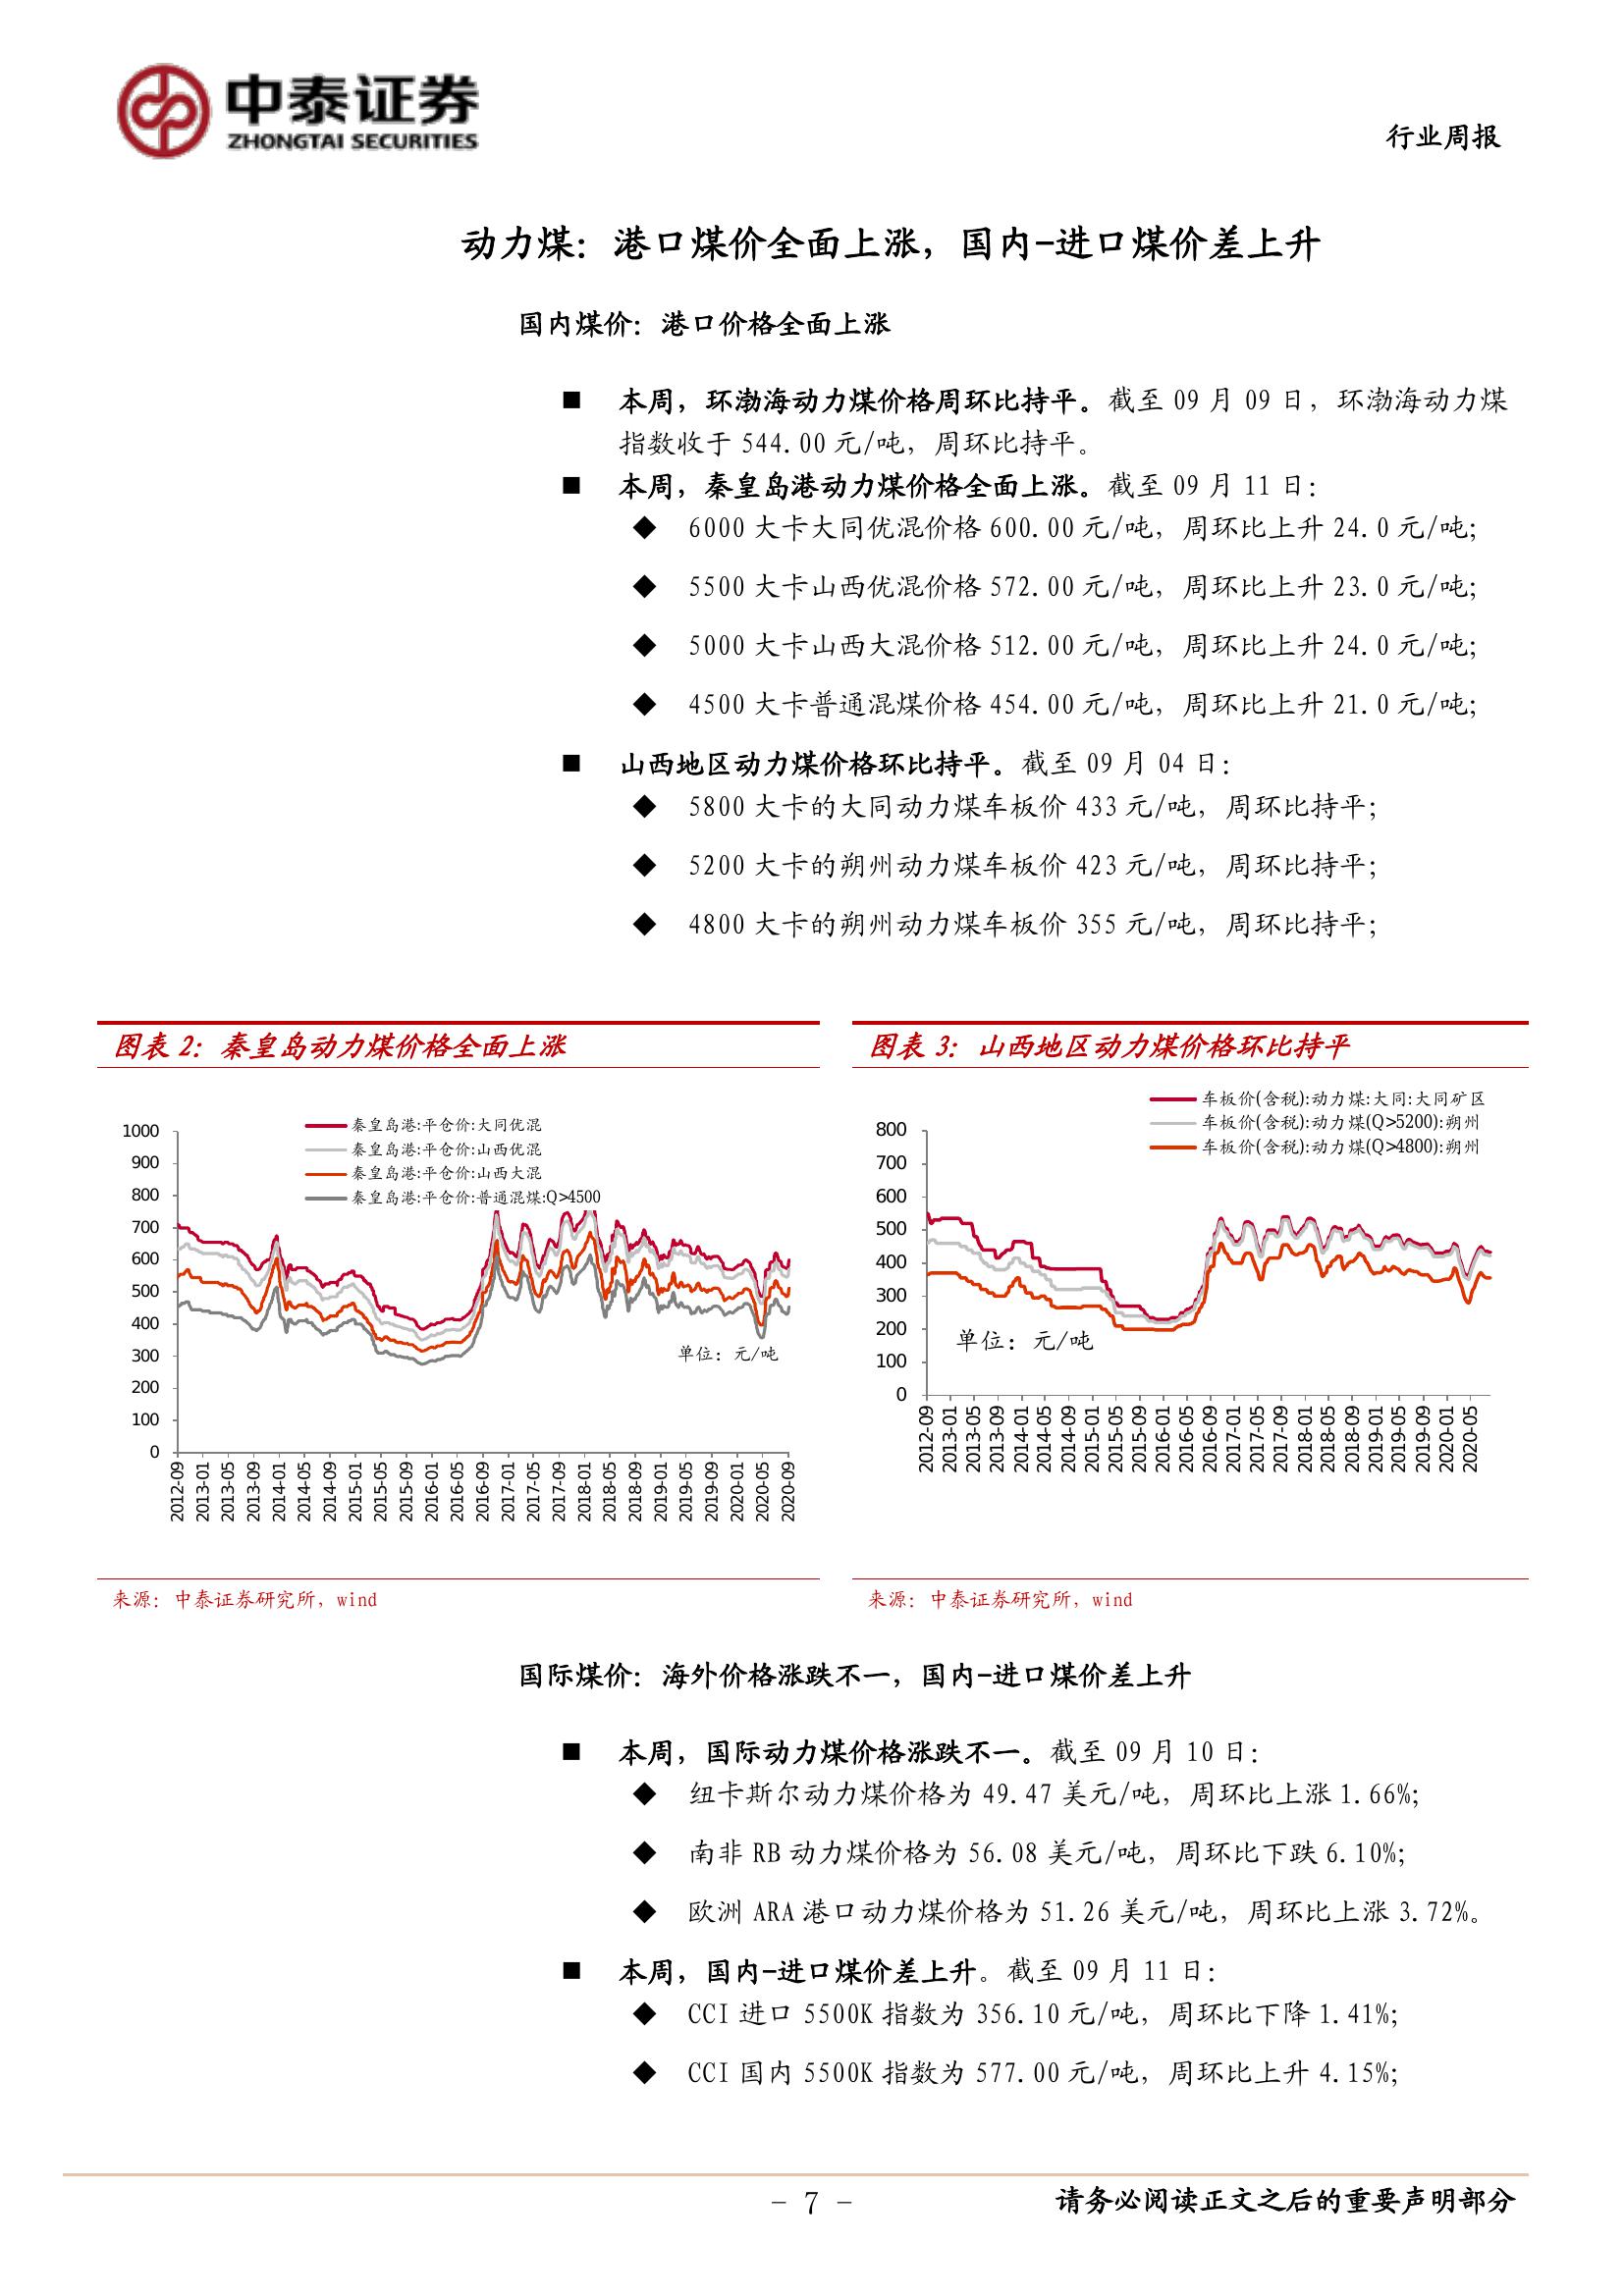 中泰证券
ZHONGTAI SECURITIES
行业周报
动力煤：港口煤价全面上涨，国内-进口煤价差上升
国内煤价：港口价格全面上涨
■ 本周，环渤海动力煤价格周环比持平。截至 09 月 09 日，环渤海动力煤
指数收于 544.00 元/吨，周环比持平。
■ 本周，秦皇岛港动力煤价格全面上涨。截至 09 月 11 日：
◆ 6000 大卡大同优混价格 600.00 元/吨，周环比上升 24.0 元/吨；
◆ 5500 大卡山西优混价格 572.00 元/吨，周环比上升 23.0 元/吨；
◆ 5000 大卡山西大混价格 512.00 元/吨，周环比上升 24.0 元/吨；
◆ 4500 大卡普通混煤价格 454.00 元/吨，周环比上升 21.0 元/吨；
■ 山西地区动力煤价格环比持平。截至 09 月 04 日：
◆ 5800 大卡的大同动力煤车板价 433 元/吨，周环比持平；
◆ 5200 大卡的朔州动力煤车板价 423 元/吨，周环比持平；
◆ 4800 大卡的朔州动力煤车板价 355 元/吨，周环比持平；
图表 2：秦皇岛动力煤价格全面上涨
秦皇岛港:平仓价:大同优混
秦皇岛港:平仓价:山西优混
秦皇岛港:平仓价:山西大混
秦皇岛港:平仓价:普通混煤:Q>4500
1000
900
800
700
600
500
400
300
200
100
0
单位：元/吨
2012-09
2013-01
2013-05
2013-09
2014-01
2014-05
2014-09
2015-01
2015-05
2015-09
2016-01
2016-05
2016-09
2017-01
2017-05
2017-09
2018-01
2018-05
2018-09
2019-01
2019-05
2019-09
2020-01
2020-05
2020-09
来源：中泰证券研究所，wind
图表 3：山西地区动力煤价格环比持平
车板价(含税):动力煤:大同:大同矿区
车板价(含税):动力煤(Q>5200):朔州
车板价(含税):动力煤(Q>4800):朔州
800
700
600
500
400
300
200
100
0
单位：元/吨
2012-09
2013-01
2013-05
2013-09
2014-01
2014-05
2014-09
2015-01
2015-05
2015-09
2016-01
2016-05
2016-09
2017-01
2017-05
2017-09
2018-01
2018-05
2018-09
2019-01
2019-05
2019-09
2020-01
2020-05
来源：中泰证券研究所，wind
国际煤价：海外价格涨跌不一，国内-进口煤价差上升
■ 本周，国际动力煤价格涨跌不一。截至 09 月 10 日：
◆ 纽卡斯尔动力煤价格为 49.47 美元/吨，周环比上涨 1.66%；
◆ 南非 RB 动力煤价格为 56.08 美元/吨，周环比下跌 6.10%；
◆ 欧洲 ARA 港口动力煤价格为 51.26 美元/吨，周环比上涨 3.72%。
■ 本周，国内-进口煤价差上升。截至 09 月 11 日：
◆ CCI 进口 5500K 指数为 356.10 元/吨，周环比下降 1.41%；
◆ CCI 国内 5500K 指数为 577.00 元/吨，周环比上升 4.15%；
- 7 -
请务必阅读正文之后的重要声明部分